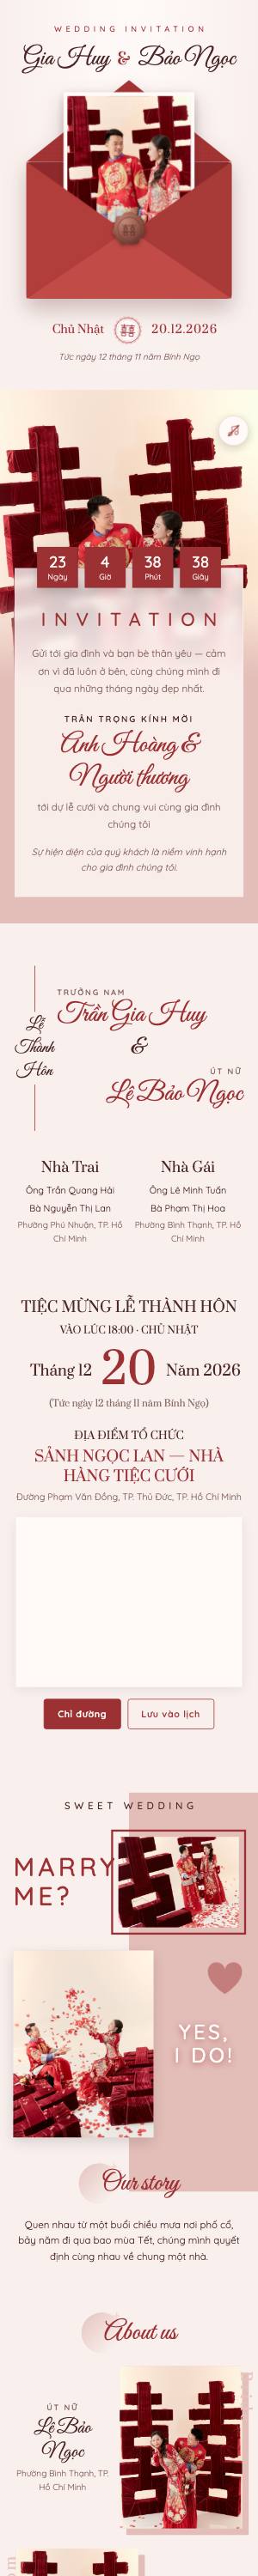 WEDDING INVITATION
Gia Huy & Bảo Ngọc
Chủ Nhật 20.12.2026
Tức ngày 12 tháng 11 năm Bính Ngọ
23 4 38 38
Ngày Giờ Phút Giây
INVITATION
Gửi tới gia đình và bạn bè thân yêu — cảm
ơn vì đã luôn ở bên, cùng chúng mình đi
qua những tháng ngày đẹp nhất.
TRÂN TRỌNG KÍNH MỜI
Anh Hoàng &
Người thương
tới dự lễ cưới và chung vui cùng gia đình
chúng tôi
Sự hiện diện của quý khách là niềm vinh hạnh
cho gia đình chúng tôi.
Lễ
Thành
Hôn
TRƯỞNG NAM
Trần Gia Huy
&
ÚT NỮ
Lê Bảo Ngọc
Nhà Trai
Ông Trần Quang Hải
Bà Nguyễn Thị Lan
Phường Phú Nhuận, TP. Hồ
Chí Minh
Nhà Gái
Ông Lê Minh Tuấn
Bà Phạm Thị Hoa
Phường Bình Thạnh, TP. Hồ
Chí Minh
TIỆC MỪNG LỄ THÀNH HÔN
VÀO LÚC 18:00 · CHỦ NHẬT
Tháng 12 20 Năm 2026
(Tức ngày 12 tháng 11 năm Bính Ngọ)
ĐỊA ĐIỂM TỔ CHỨC
SẢNH NGỌC LAN — NHÀ
HÀNG TIỆC CƯỚI
Đường Phạm Văn Đồng, TP. Thủ Đức, TP. Hồ Chí Minh
Chỉ đường
Lưu vào lịch
SWEET WEDDING
MARRY
ME?
YES,
I DO!
Our story
Quen nhau từ một buổi chiều mưa nơi phố cổ,
bảy năm đi qua bao mùa Tết, chúng mình quyết
định cùng nhau về chung một nhà.
About us
ÚT NỮ
Lê Bảo
Ngọc
Phường Bình Thạnh, TP.
Hồ Chí Minh